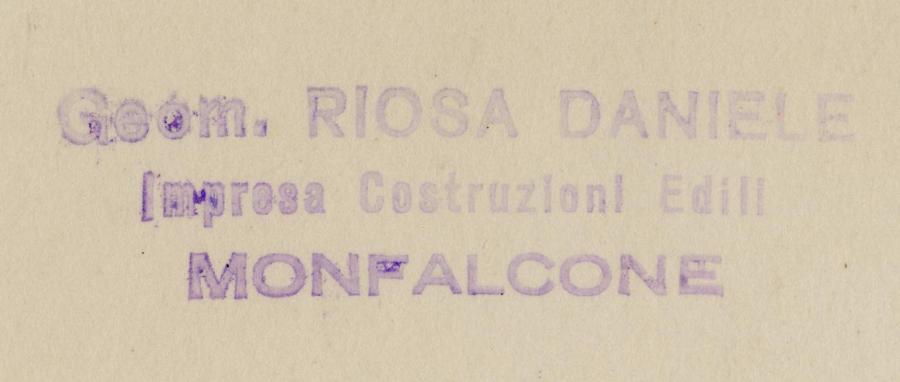 Geom. RIOSA DANIELE
Impresa Costruzioni Edili
MONFALCONE